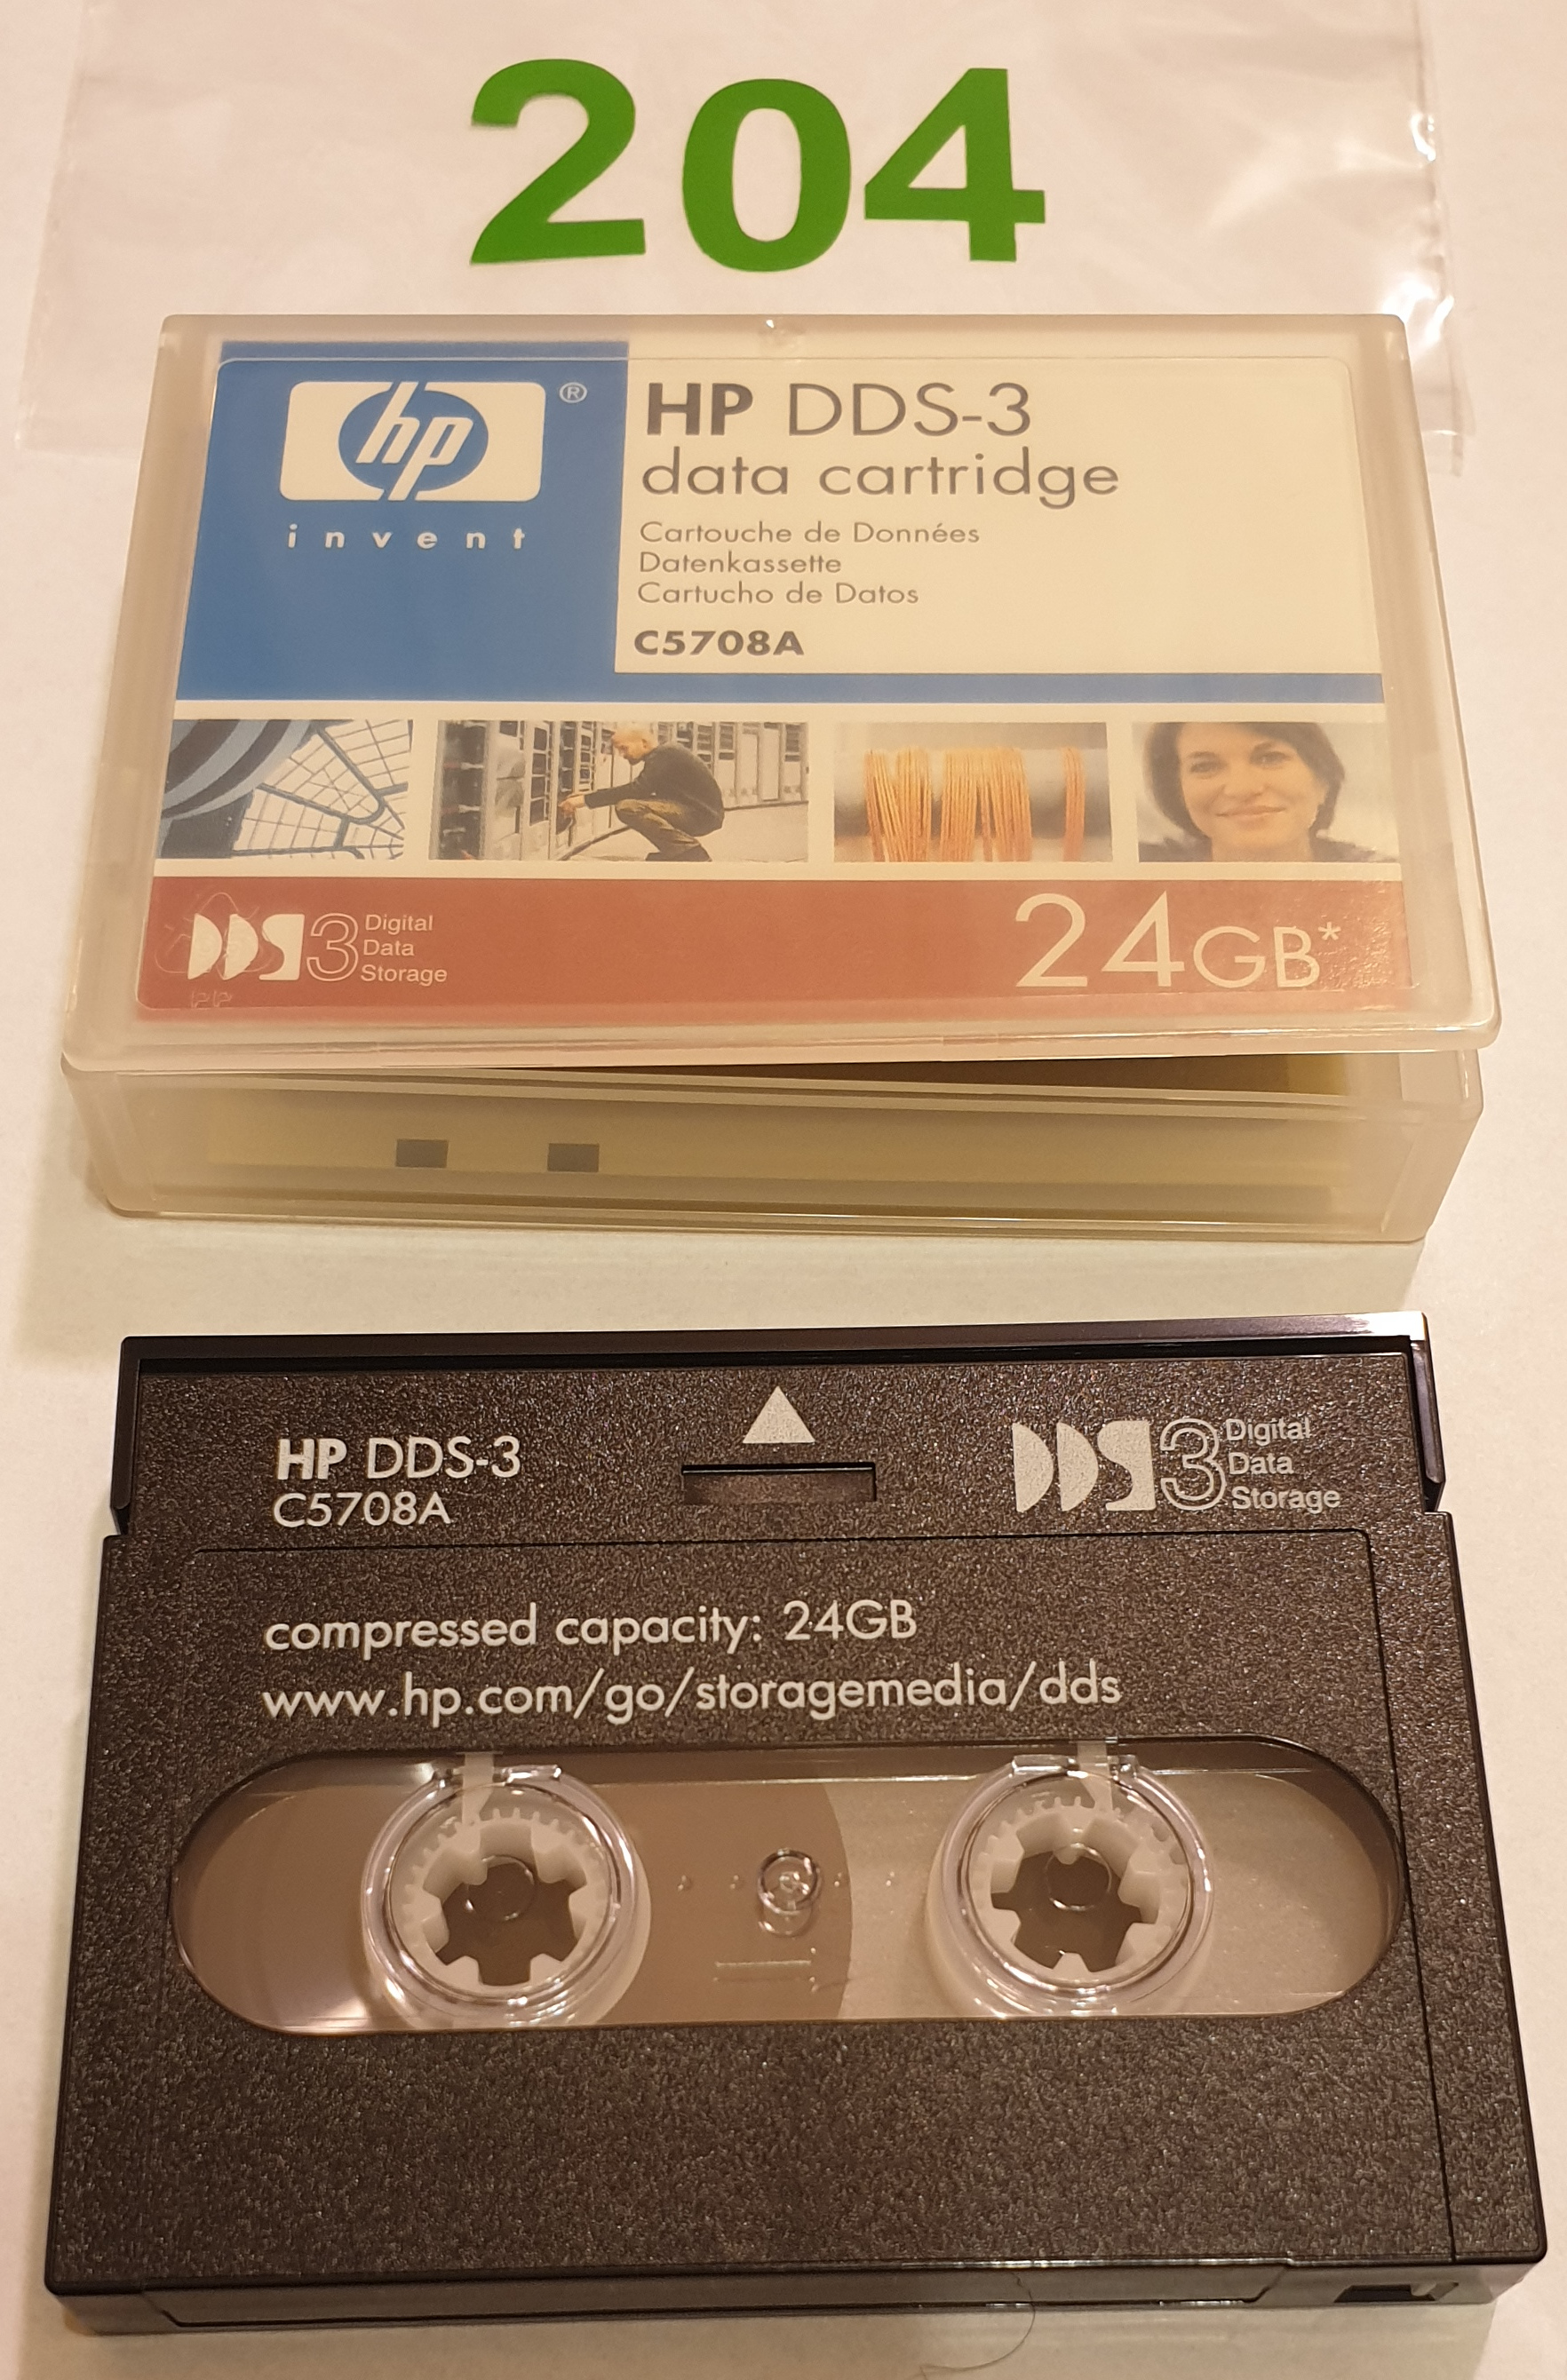 204
hp®
invent
HP DDS-3
data cartridge
Cartouche de Données
Datenkassette
Cartucho de Datos
C5708A
DDS3
Digital
Data
Storage
24GB*
HP DDS-3
C5708A
DDS3
Digital
Data
Storage
compressed capacity: 24GB
www.hp.com/go/storagemedia/dds